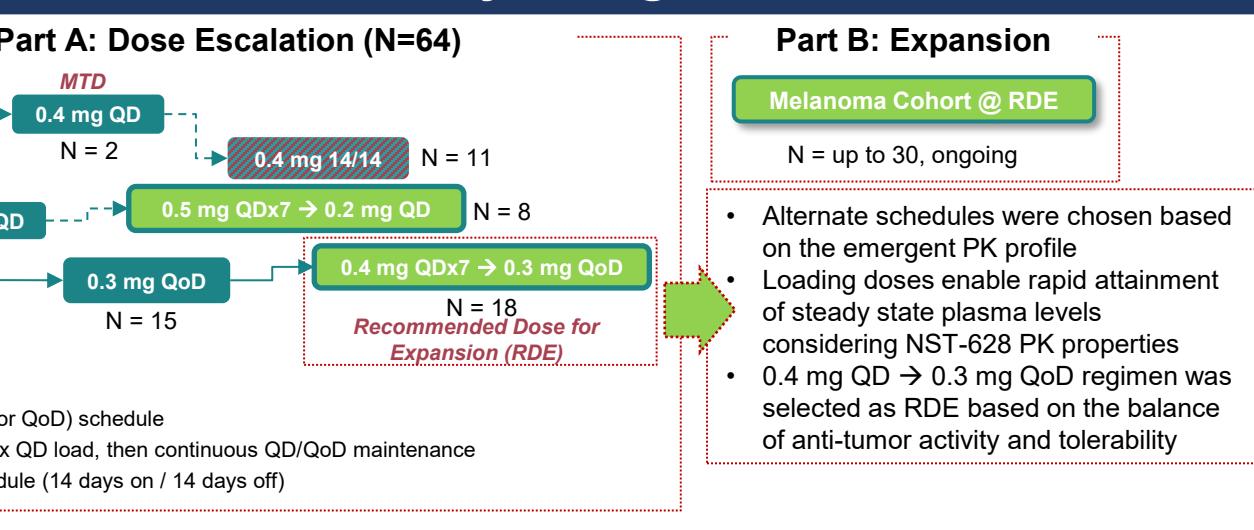 Part A: Dose Escalation (N=64)
MTD
0.4 mg QD
N = 2
0.4 mg 14/14
N = 11
QD
0.5 mg QDx7 → 0.2 mg QD
N = 8
0.3 mg QoD
N = 15
0.4 mg QDx7 → 0.3 mg QoD
N = 18
Recommended Dose for
Expansion (RDE)
or QoD) schedule
x QD load, then continuous QD/QoD maintenance
dule (14 days on / 14 days off)
Part B: Expansion
Melanoma Cohort @ RDE
N = up to 30, ongoing
• Alternate schedules were chosen based
on the emergent PK profile
• Loading doses enable rapid attainment
of steady state plasma levels
considering NST-628 PK properties
• 0.4 mg QD → 0.3 mg QoD regimen was
selected as RDE based on the balance
of anti-tumor activity and tolerability